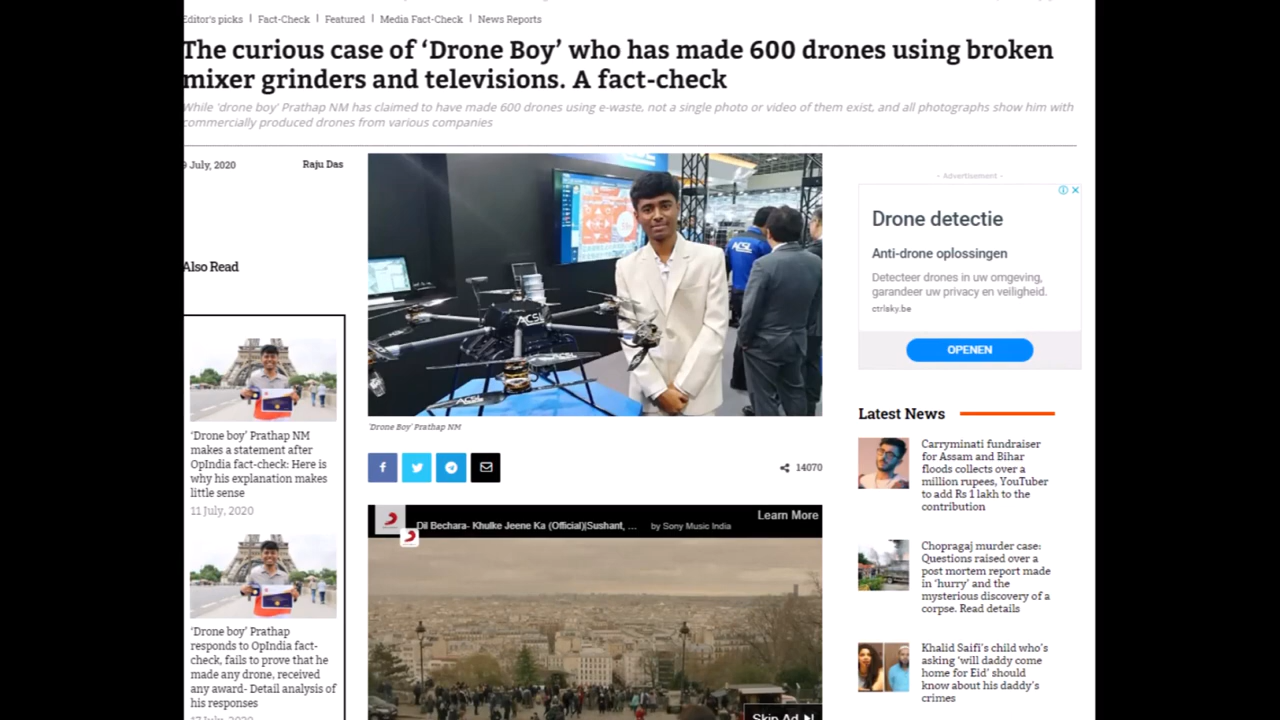 Editor's picks | Fact-Check | Featured | Media Fact-Check | News Reports
The curious case of ‘Drone Boy’ who has made 600 drones using broken
mixer grinders and televisions. A fact-check
While 'drone boy' Prathap NM has claimed to have made 600 drones using e-waste, not a single photo or video of them exist, and all photographs show him with
commercially produced drones from various companies
9 July, 2020
Raju Das
Also Read
‘Drone boy’ Prathap NM
makes a statement after
OpIndia fact-check: Here is
why his explanation makes
little sense
11 July, 2020
‘Drone boy’ Prathap
responds to OpIndia fact-
check, fails to prove that he
made any drone, received
any award- Detail analysis of
his responses
17 July, 2020
ACSL
ACSL
ACSL
'Drone Boy' Prathap NM
14070
Dil Bechara- Khulke Jeene Ka (Official)|Sushant, ...
by Sony Music India
Learn More
Skip Ad
- Advertisement -
Drone detectie
Anti-drone oplossingen
Detecteer drones in uw omgeving,
garandeer uw privacy en veiligheid.
ctrlsky.be
OPENEN
Latest News
Carryminati fundraiser
for Assam and Bihar
floods collects over a
million rupees, YouTuber
to add Rs 1 lakh to the
contribution
Chopragaj murder case:
Questions raised over a
post mortem report made
in ‘hurry’ and the
mysterious discovery of a
corpse. Read details
Khalid Saifi’s child who’s
asking ‘will daddy come
home for Eid’ should
know about his daddy’s
crimes